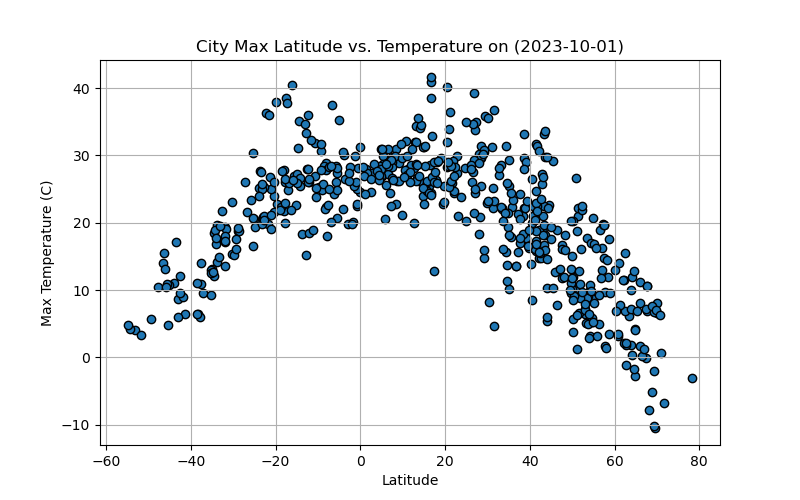 City Max Latitude vs. Temperature on (2023-10-01)
Max Temperature (C)
40
30
20
10
0
−10
−60 −40 −20 0 20 40 60 80
Latitude